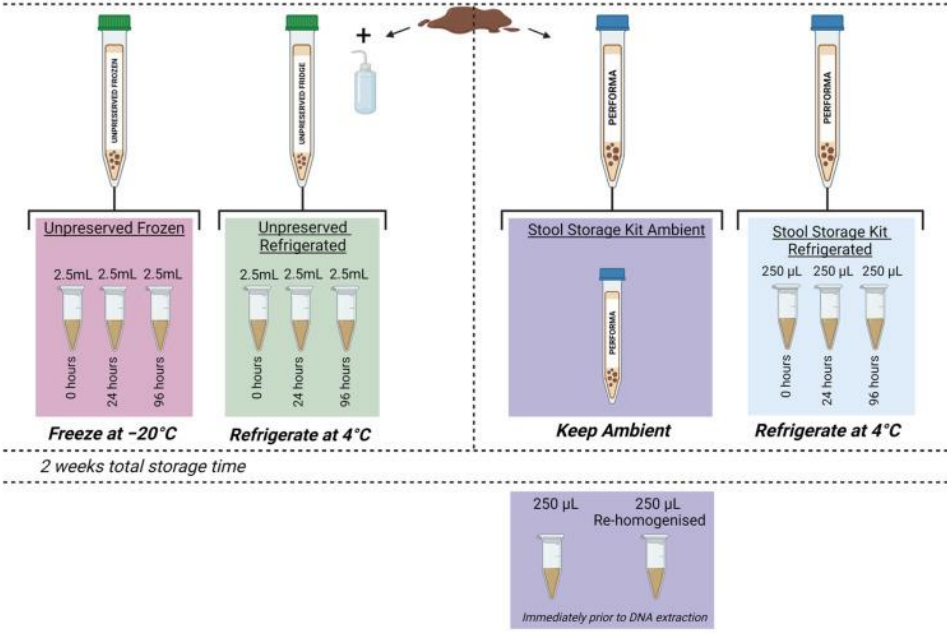 +
UNPRESERVED FROZEN
UNPRESERVED FRIDGE
PERFORMA
PERFORMA
Unpreserved Frozen
2.5mL 2.5mL 2.5mL
0 hours
24 hours
96 hours
Freeze at −20°C
Unpreserved
Refrigerated
2.5mL 2.5mL 2.5mL
0 hours
24 hours
96 hours
Refrigerate at 4°C
Stool Storage Kit Ambient
PERFORMA
Keep Ambient
Stool Storage Kit
Refrigerated
250 µL 250 µL 250 µL
0 hours
24 hours
96 hours
Refrigerate at 4°C
2 weeks total storage time
250 µL
250 µL
Re-homogenised
Immediately prior to DNA extraction